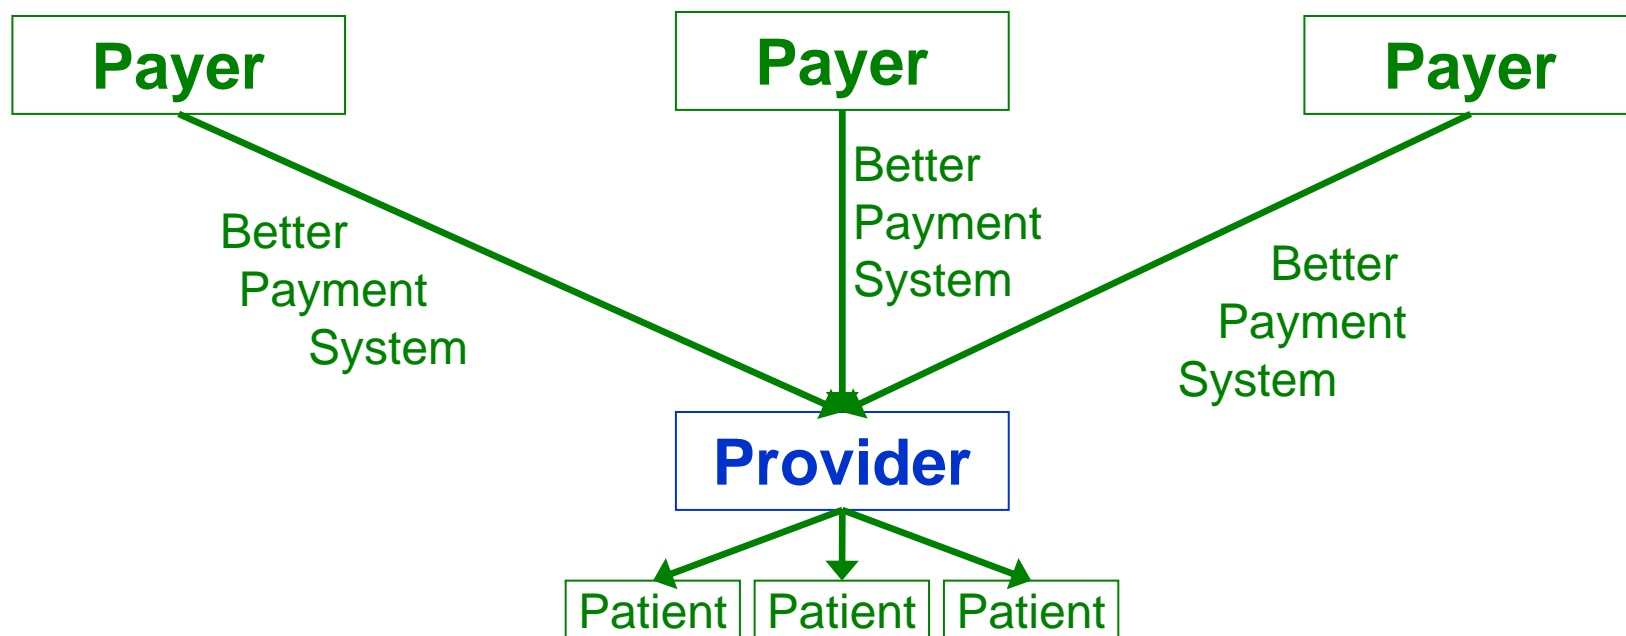 Payer
Payer
Payer
Better
Payment
System
Better
Payment
System
Better
Payment
System
Provider
Patient
Patient
Patient